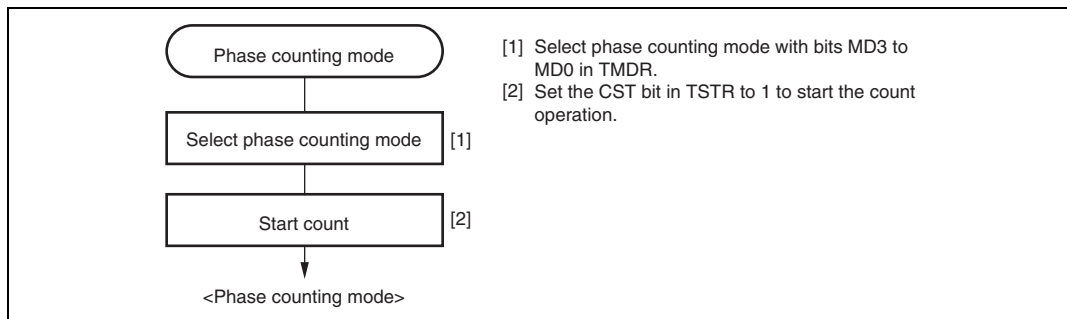 Phase counting mode
Select phase counting mode [1]
Start count [2]
<Phase counting mode>
[1] Select phase counting mode with bits MD3 to
MD0 in TMDR.
[2] Set the CST bit in TSTR to 1 to start the count
operation.